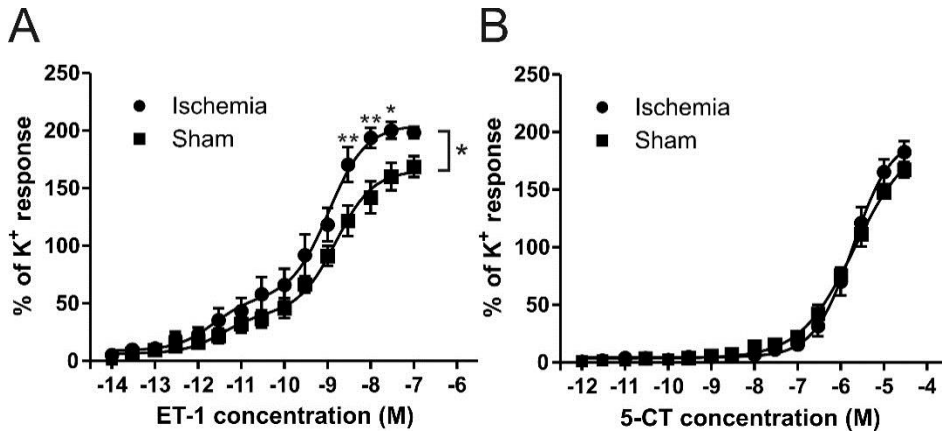 A
250
200
150
100
50
0
% of K⁺ response
Ischemia
Sham
** ** *
*
-14 -13 -12 -11 -10 -9 -8 -7 -6
ET-1 concentration (M)
B
250
200
150
100
50
0
% of K⁺ response
Ischemia
Sham
-12 -11 -10 -9 -8 -7 -6 -5 -4
5-CT concentration (M)